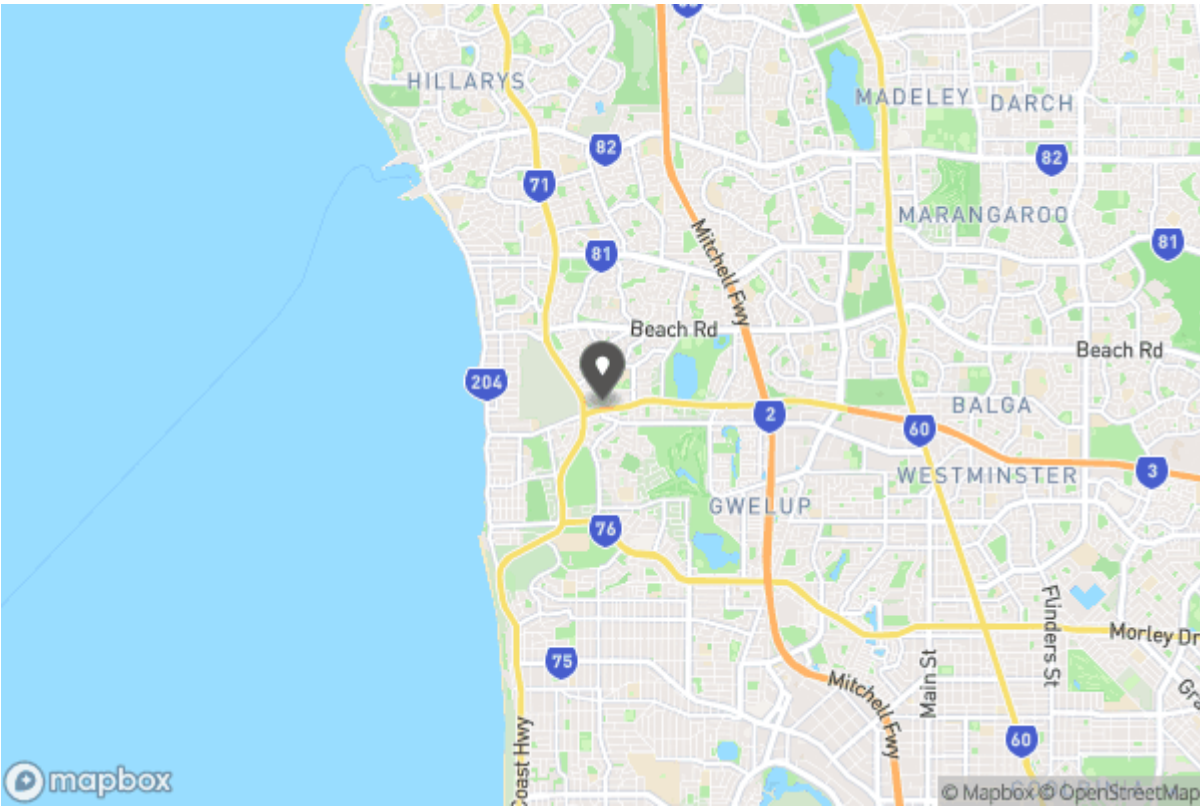 HILLARYS
MADELEY
DARCH
82
82
71
MARANGAROO
81
81
Mitchell Fwy
Beach Rd
Beach Rd
204
BALGA
2
60
WESTMINSTER
3
GWELUP
76
Flinders St
Morley Dr
75
Main St
Mitchell Fwy
Coast Hwy
60
mapbox
© Mapbox © OpenStreetMap